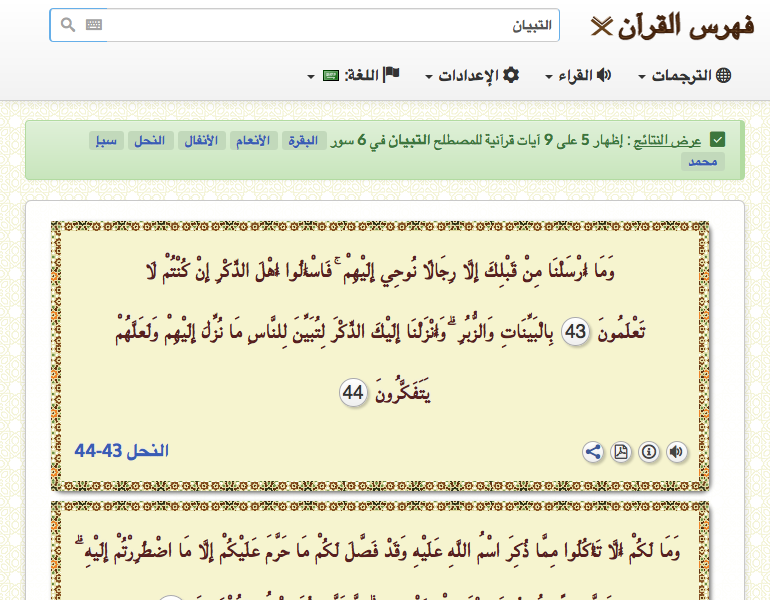 فهرس القرآن
التبيان
الترجمات
القراء
الإعدادات
اللغة:
عرض النتائج : إظهار 5 على 9 آيات قرآنية للمصطلح التبيان في 6 سور البقرة الأنعام الأنفال النحل سبإ
محمد
وَمَا أَرْسَلْنَا مِنْ قَبْلِكَ إِلَّا رِجَالًا نُوحِي إِلَيْهِمْ ۚ فَاسْأَلُوا أَهْلَ الذِّكْرِ إِنْ كُنْتُمْ لَا
تَعْلَمُونَ 43 بِالْبَيِّنَاتِ وَالزُّبُرِ ۗ وَأَنْزَلْنَا إِلَيْكَ الذِّكْرَ لِتُبَيِّنَ لِلنَّاسِ مَا نُزِّلَ إِلَيْهِمْ وَلَعَلَّهُمْ
يَتَفَكَّرُونَ 44
النحل 43-44
وَمَا لَكُمْ أَلَّا تَأْكُلُوا مِمَّا ذُكِرَ اسْمُ اللَّهِ عَلَيْهِ وَقَدْ فَصَّلَ لَكُمْ مَا حَرَّمَ عَلَيْكُمْ إِلَّا مَا اضْطُرِرْتُمْ إِلَيْهِ ۗ